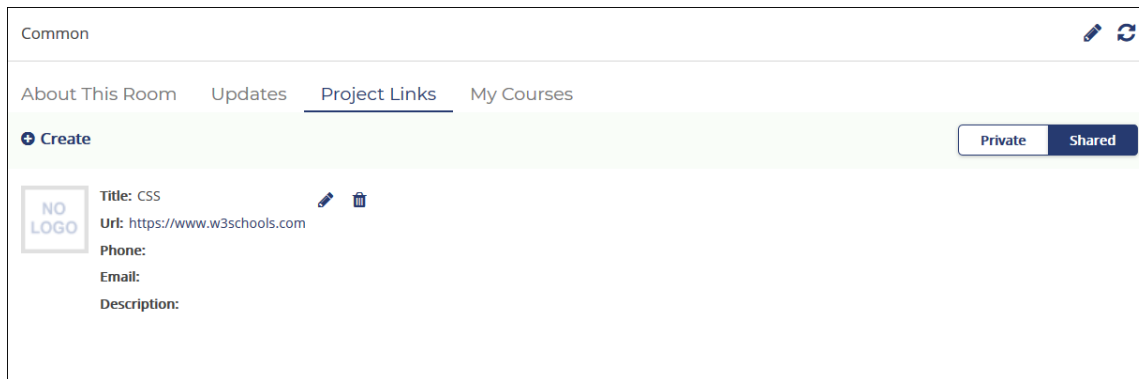 Common
About This Room Updates Project Links My Courses
Create Private Shared
NO
LOGO
Title: CSS
Url: https://www.w3schools.com
Phone:
Email:
Description: